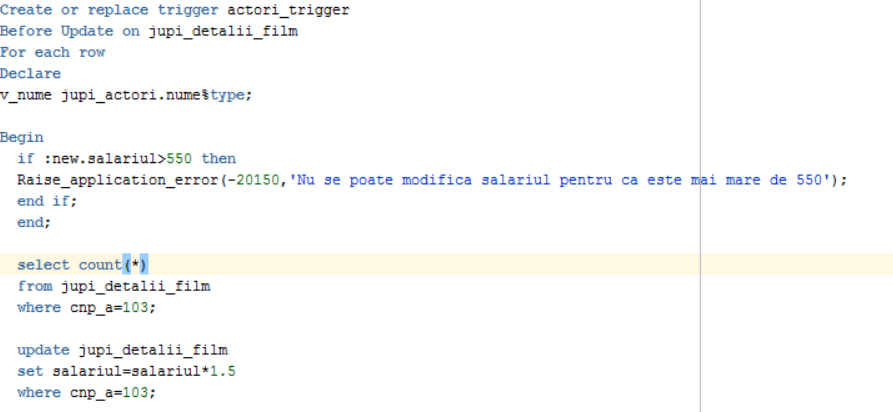 Create or replace trigger actori_trigger
Before Update on jupi_detalii_film
For each row
Declare
v_nume jupi_actori.nume%type;
Begin
if :new.salariul>550 then
Raise_application_error(-20150,'Nu se poate modifica salariul pentru ca este mai mare de 550');
end if;
end;
select count(*)
from jupi_detalii_film
where cnp_a=103;
update jupi_detalii_film
set salariul=salariul*1.5
where cnp_a=103;